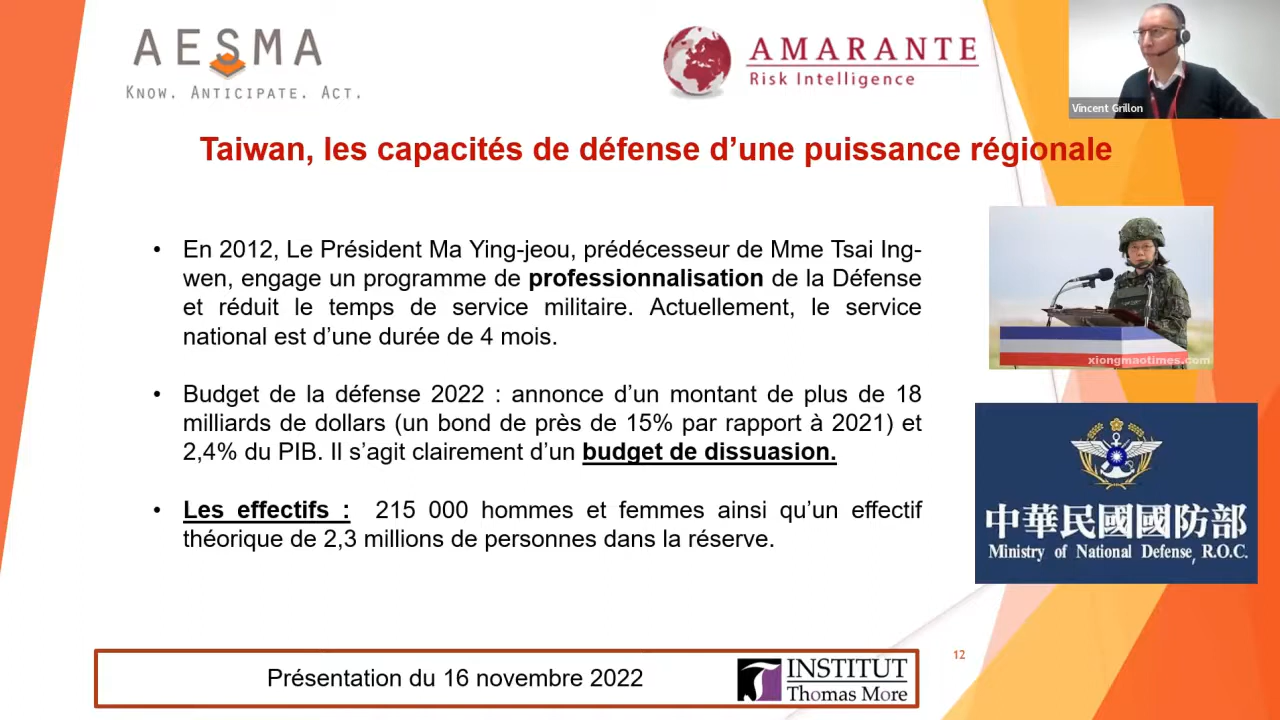 AESMA
KNOW. ANTICIPATE. ACT.
AMARANTE
Risk Intelligence
Vincent Grillon
Taiwan, les capacités de défense d’une puissance régionale
• En 2012, Le Président Ma Ying-jeou, prédécesseur de Mme Tsai Ing-
wen, engage un programme de professionnalisation de la Défense
et réduit le temps de service militaire. Actuellement, le service
national est d’une durée de 4 mois.
• Budget de la défense 2022 : annonce d’un montant de plus de 18
milliards de dollars (un bond de près de 15% par rapport à 2021) et
2,4% du PIB. Il s’agit clairement d’un budget de dissuasion.
• Les effectifs : 215 000 hommes et femmes ainsi qu’un effectif
théorique de 2,3 millions de personnes dans la réserve.
xiongmaotimes.com
中華民國國防部
Ministry of National Defense, R.O.C.
Présentation du 16 novembre 2022
INSTITUT
Thomas More
12